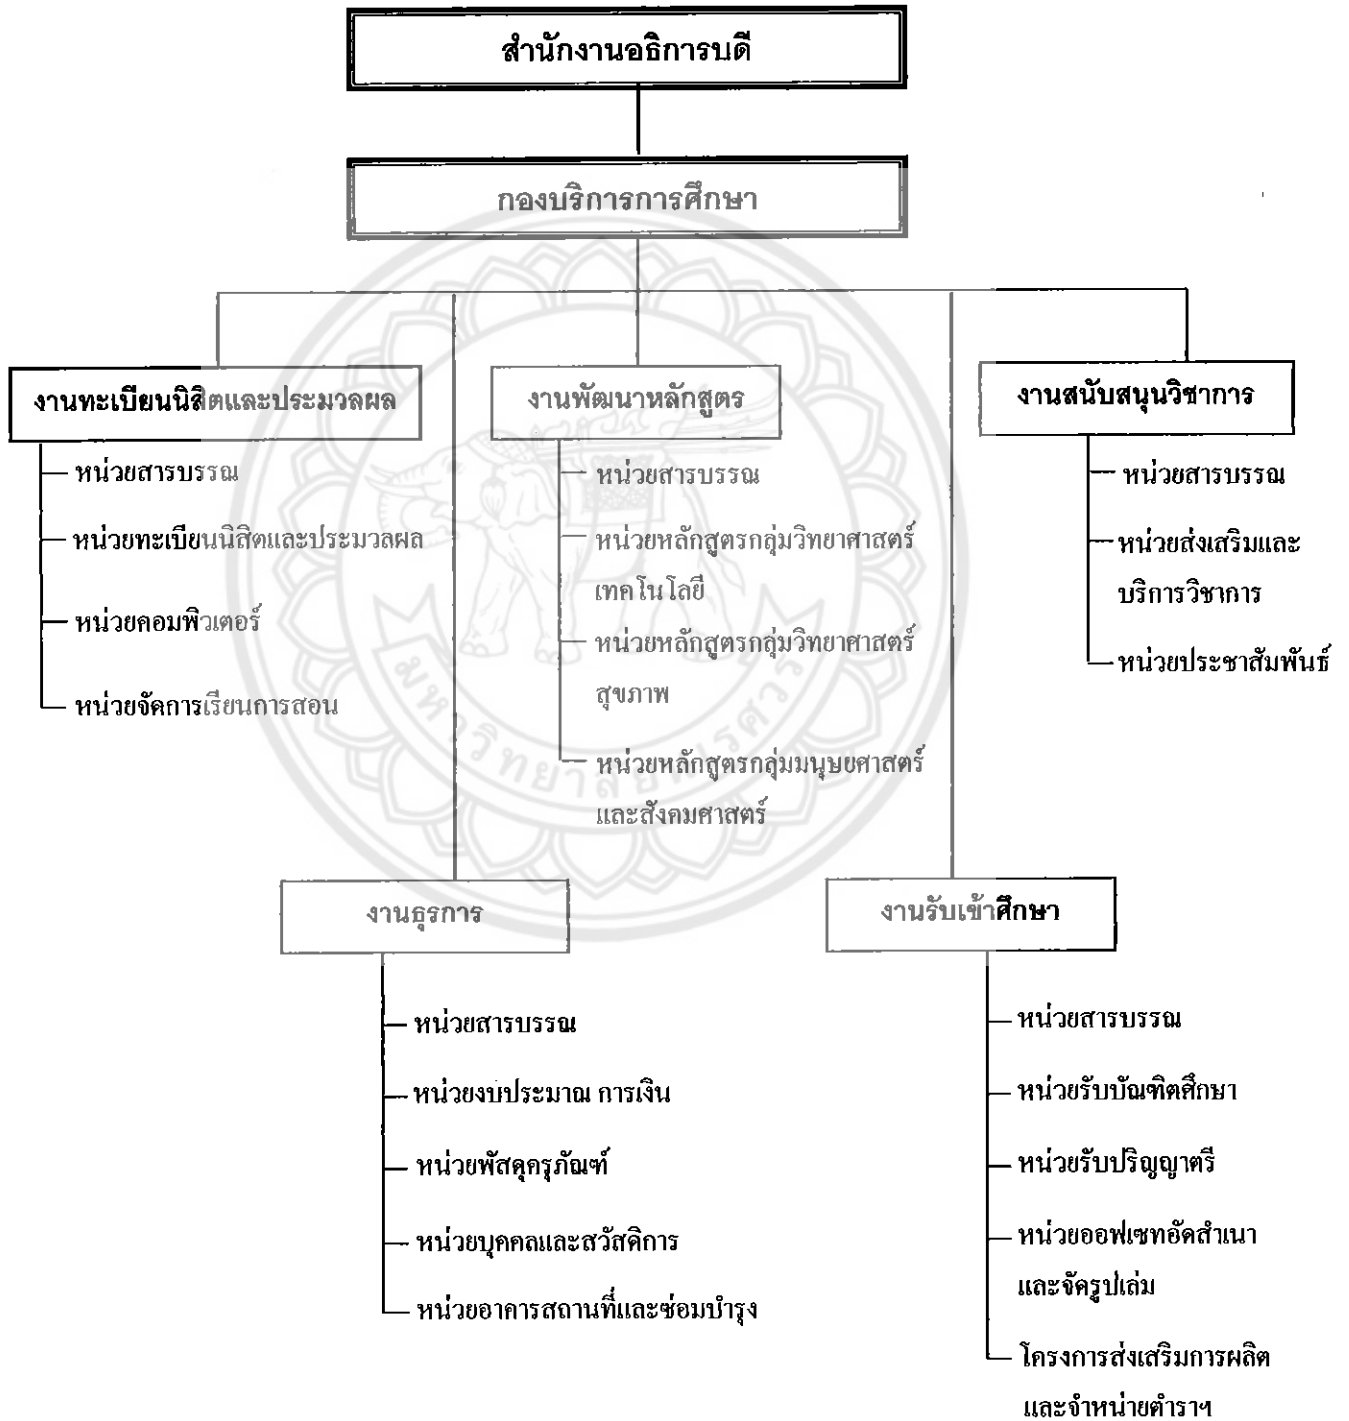 สำนักงานอธิการบดี
กองบริการการศึกษา
งานทะเบียนนิสิตและประมวลผล
หน่วยสารบรรณ
หน่วยทะเบียนนิสิตและประมวลผล
หน่วยคอมพิวเตอร์
หน่วยจัดการเรียนการสอน
งานพัฒนาหลักสูตร
หน่วยสารบรรณ
หน่วยหลักสูตรกลุ่มวิทยาศาสตร์
เทคโนโลยี
หน่วยหลักสูตรกลุ่มวิทยาศาสตร์
สุขภาพ
หน่วยหลักสูตรกลุ่มมนุษยศาสตร์
และสังคมศาสตร์
งานสนับสนุนวิชาการ
หน่วยสารบรรณ
หน่วยส่งเสริมและ
บริการวิชาการ
หน่วยประชาสัมพันธ์
มหาวิทยาลัยนเรศวร
งานธุรการ
หน่วยสารบรรณ
หน่วยงบประมาณ การเงิน
หน่วยพัสดุครุภัณฑ์
หน่วยบุคคลและสวัสดิการ
หน่วยอาคารสถานที่และซ่อมบำรุง
งานรับเข้าศึกษา
หน่วยสารบรรณ
หน่วยรับบัณฑิตศึกษา
หน่วยรับปริญญาตรี
หน่วยออฟเซทอัดสำเนา
และจัดรูปเล่ม
โครงการส่งเสริมการผลิต
และจำหน่ายตำราฯ